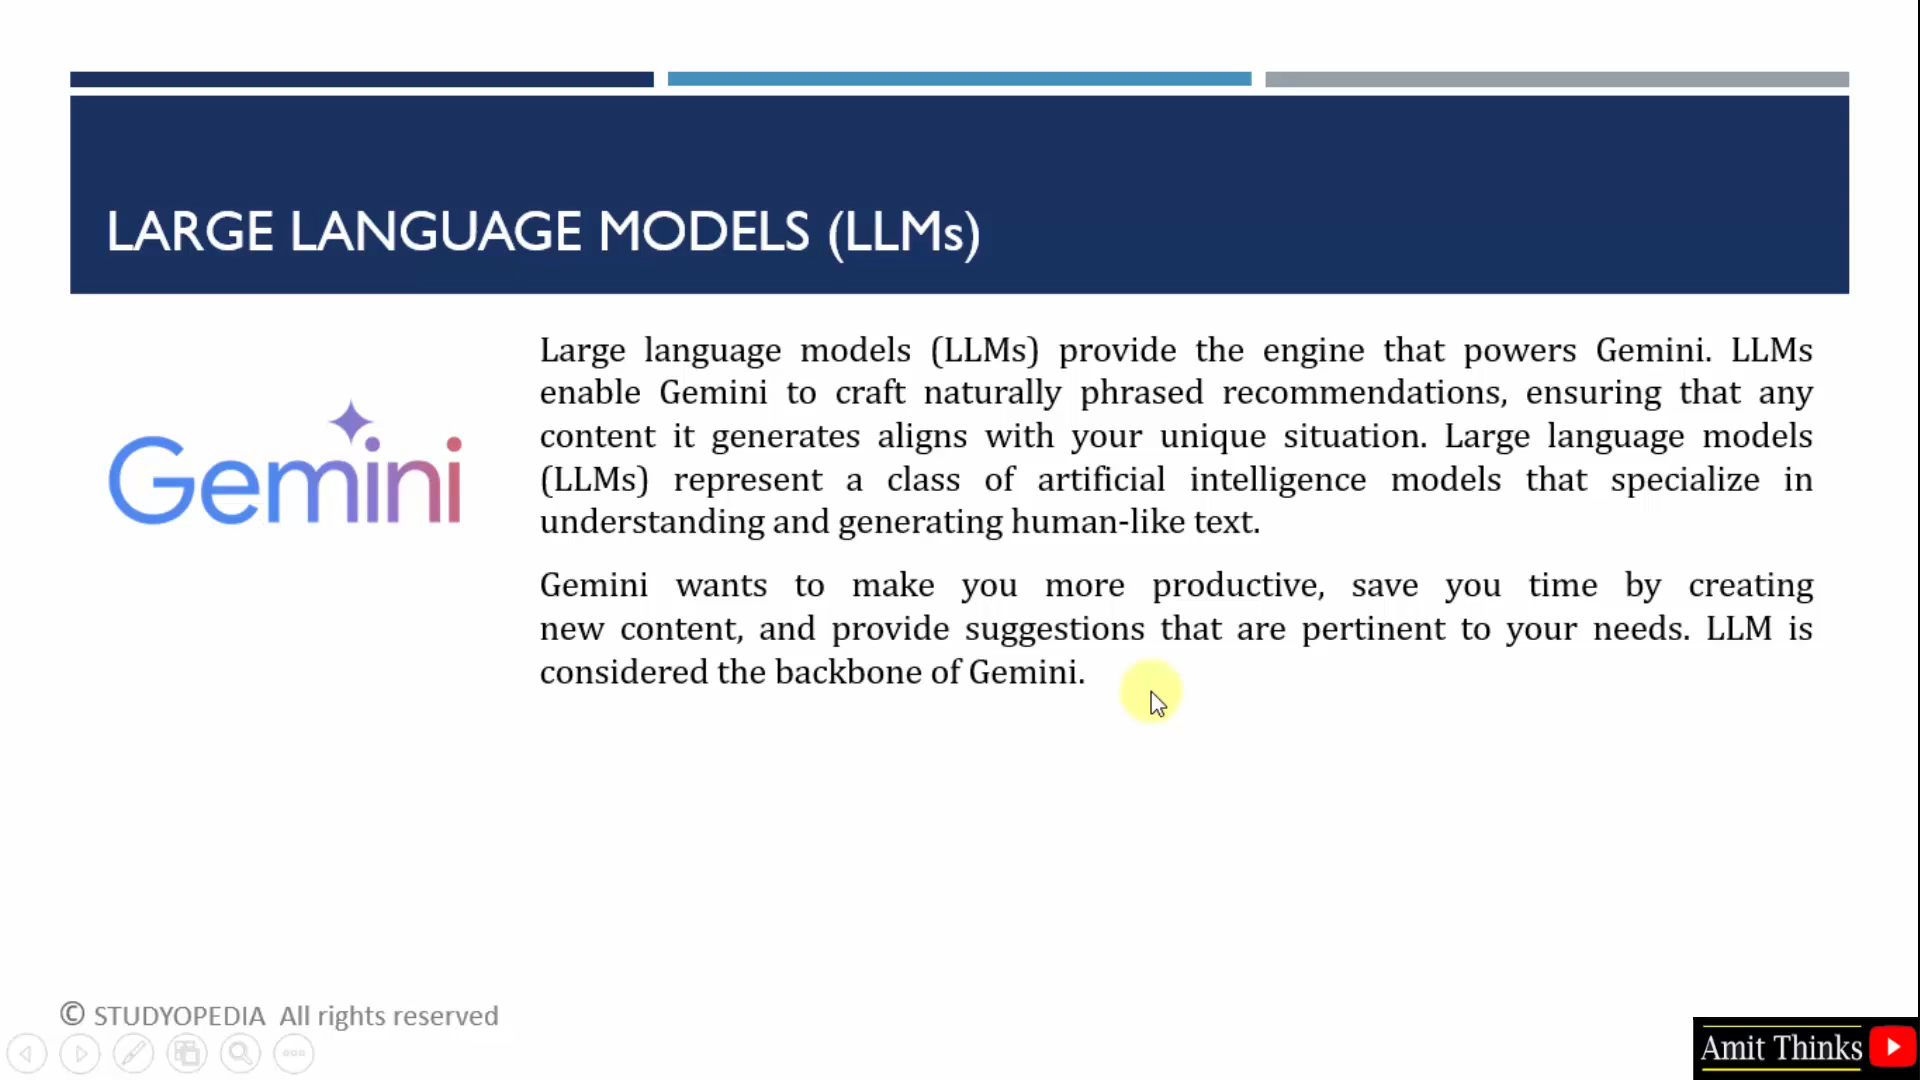 LARGE LANGUAGE MODELS (LLMs)
Gemini
Large language models (LLMs) provide the engine that powers Gemini. LLMs
enable Gemini to craft naturally phrased recommendations, ensuring that any
content it generates aligns with your unique situation. Large language models
(LLMs) represent a class of artificial intelligence models that specialize in
understanding and generating human-like text.
Gemini wants to make you more productive, save you time by creating
new content, and provide suggestions that are pertinent to your needs. LLM is
considered the backbone of Gemini.
© STUDYOPEDIA All rights reserved
Amit Thinks